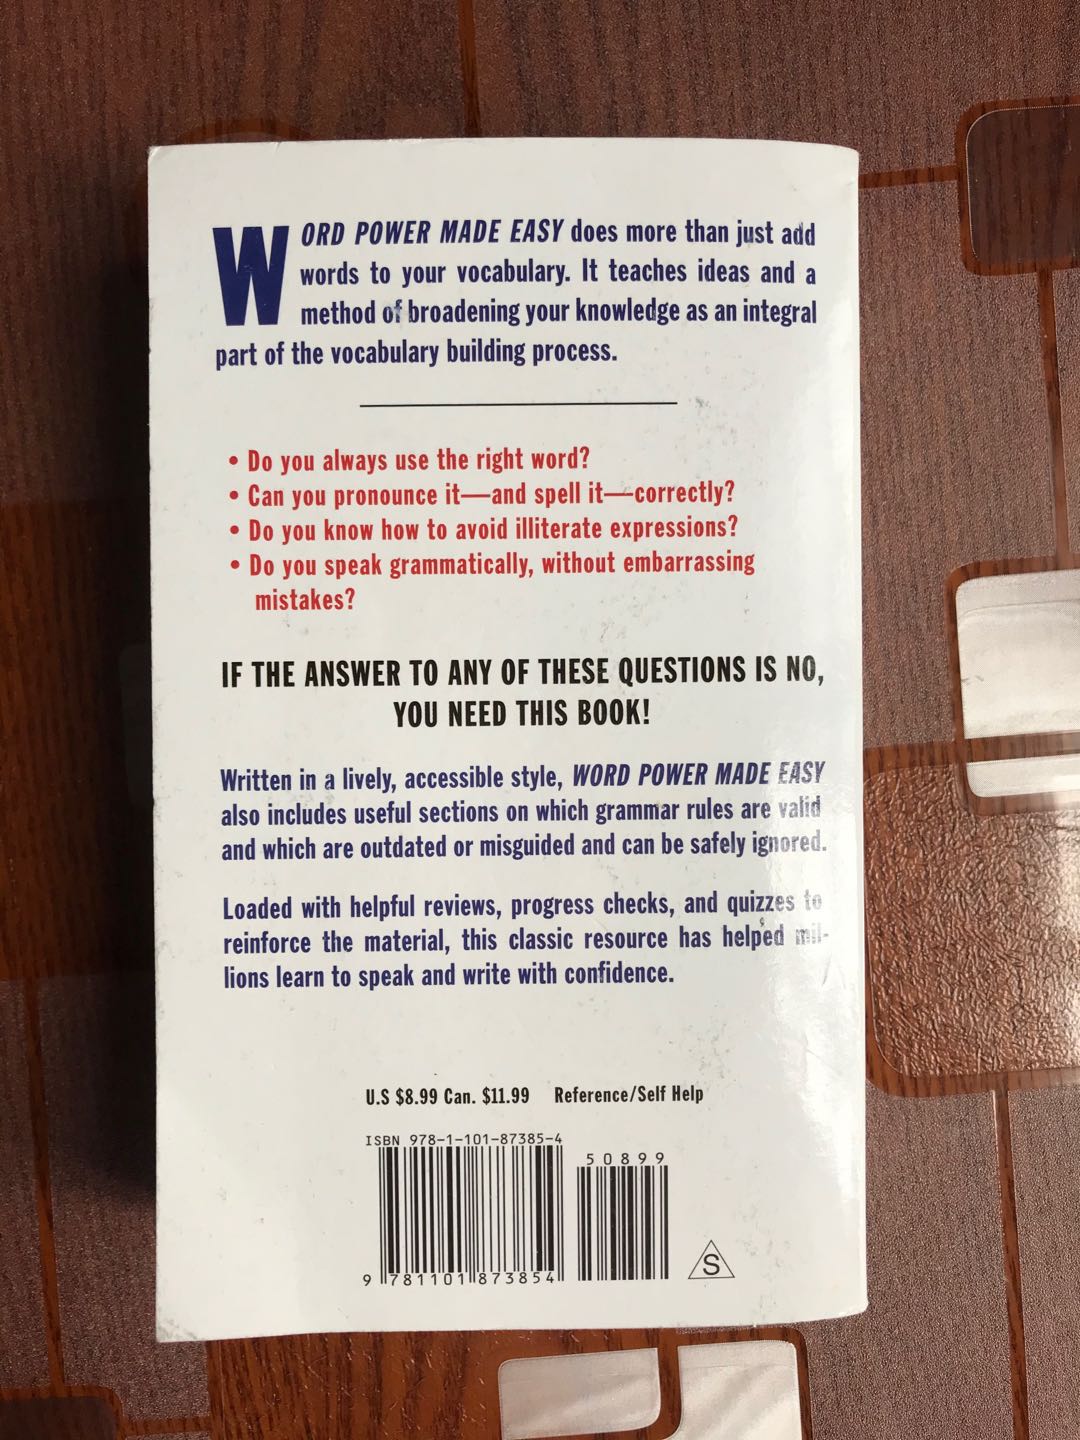 WORD POWER MADE EASY does more than just add
words to your vocabulary. It teaches ideas and a
method of broadening your knowledge as an integral
part of the vocabulary building process.
• Do you always use the right word?
• Can you pronounce it—and spell it—correctly?
• Do you know how to avoid illiterate expressions?
• Do you speak grammatically, without embarrassing
mistakes?
IF THE ANSWER TO ANY OF THESE QUESTIONS IS NO,
YOU NEED THIS BOOK!
Written in a lively, accessible style, WORD POWER MADE EASY
also includes useful sections on which grammar rules are valid
and which are outdated or misguided and can be safely ignored.
Loaded with helpful reviews, progress checks, and quizzes to
reinforce the material, this classic resource has helped mil-
lions learn to speak and write with confidence.
U.S $8.99 Can. $11.99 Reference/Self Help
ISBN 978-1-101-87385-4
50899
9 781101 873854
S